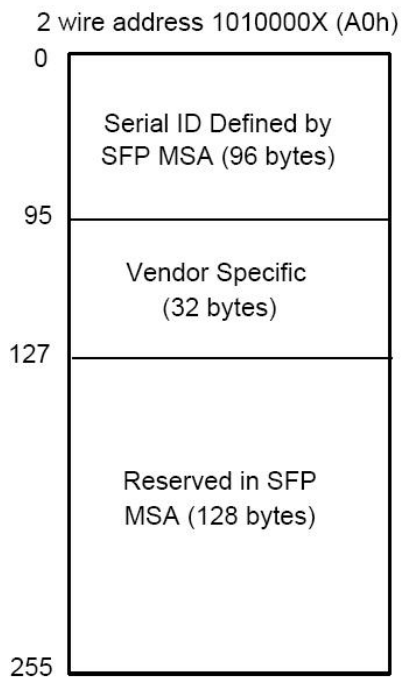 2 wire address 1010000X (A0h)
0
Serial ID Defined by
SFP MSA (96 bytes)
95
Vendor Specific
(32 bytes)
127
Reserved in SFP
MSA (128 bytes)
255